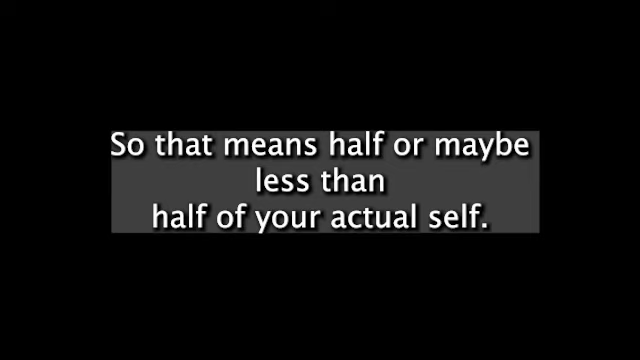 So that means half or maybe
less than
half of your actual self.